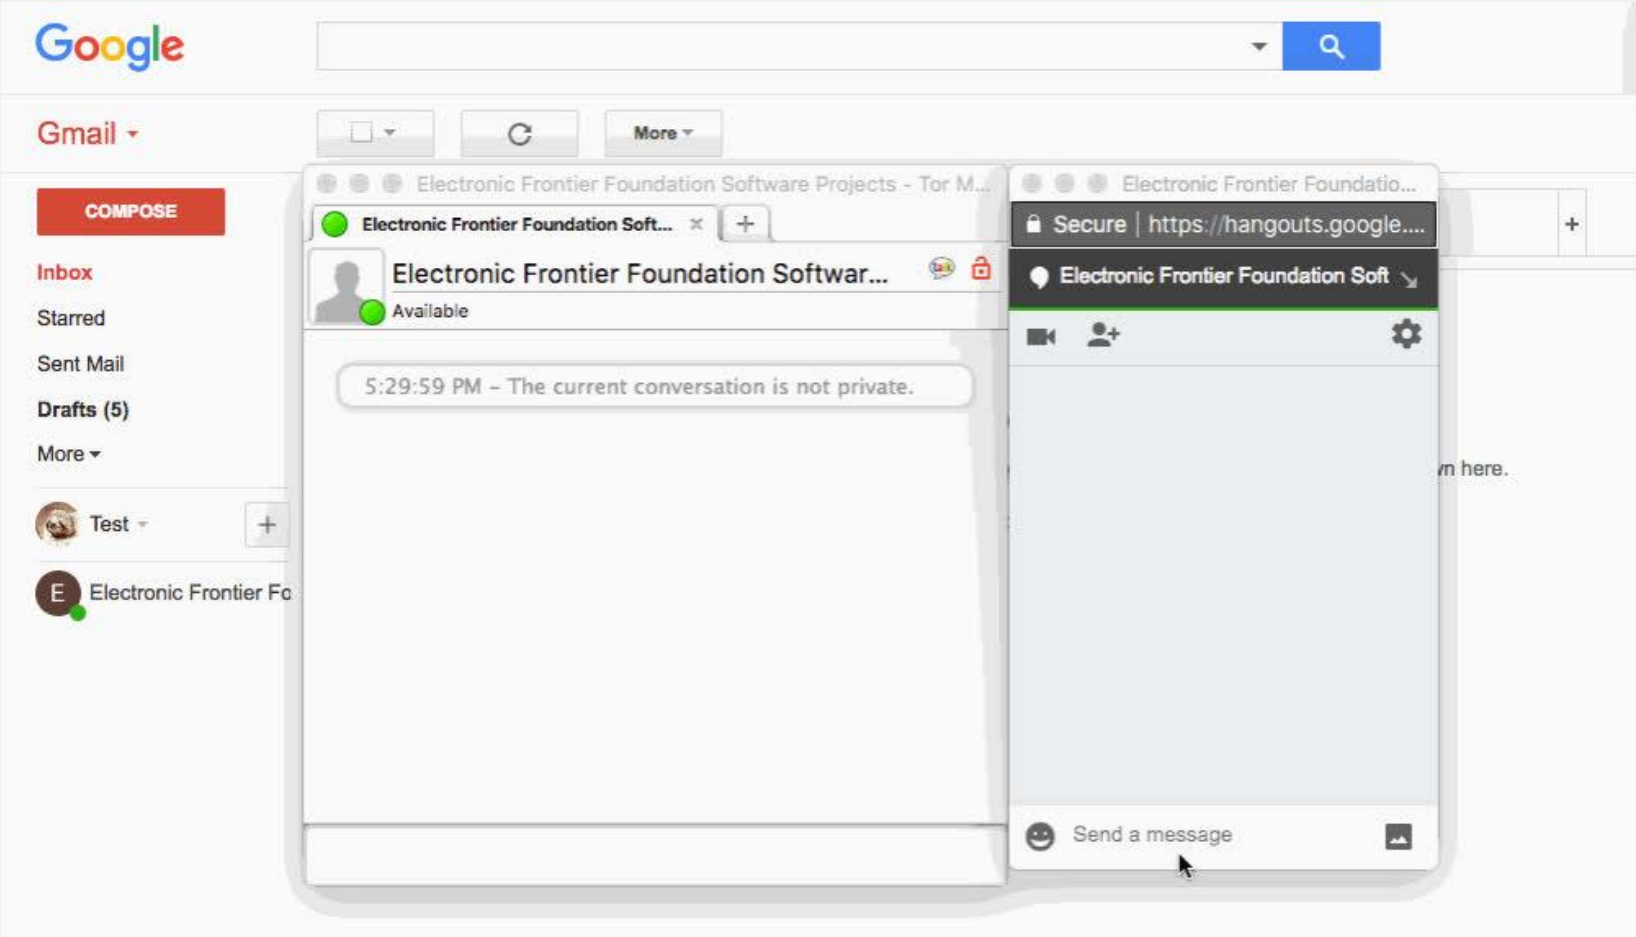 Google
Gmail
More
COMPOSE
Inbox
Starred
Sent Mail
Drafts (5)
More
Test
+
E
Electronic Frontier Fo
Electronic Frontier Foundation Software Projects - Tor M...
Electronic Frontier Foundation Soft...
+
Electronic Frontier Foundation Softwar...
Available
5:29:59 PM – The current conversation is not private.
Electronic Frontier Foundatio...
Secure | https://hangouts.google....
Electronic Frontier Foundation Soft
Send a message
+
here.